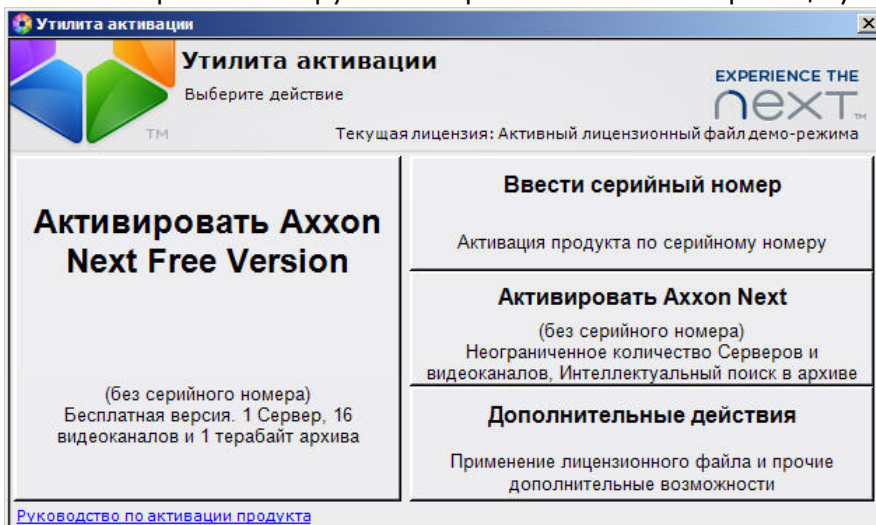 Утилита активации
Утилита активации
Выберите действие
EXPERIENCE THE
next
TM
TM
Текущая лицензия: Активный лицензионный файл демо-режима
Активировать Axxon
Next Free Version
(без серийного номера)
Бесплатная версия. 1 Сервер, 16
видеоканалов и 1 терабайт архива
Ввести серийный номер
Активация продукта по серийному номеру
Активировать Axxon Next
(без серийного номера)
Неограниченное количество Серверов и
видеоканалов, Интеллектуальный поиск в архиве
Дополнительные действия
Применение лицензионного файла и прочие
дополнительные возможности
Руководство по активации продукта